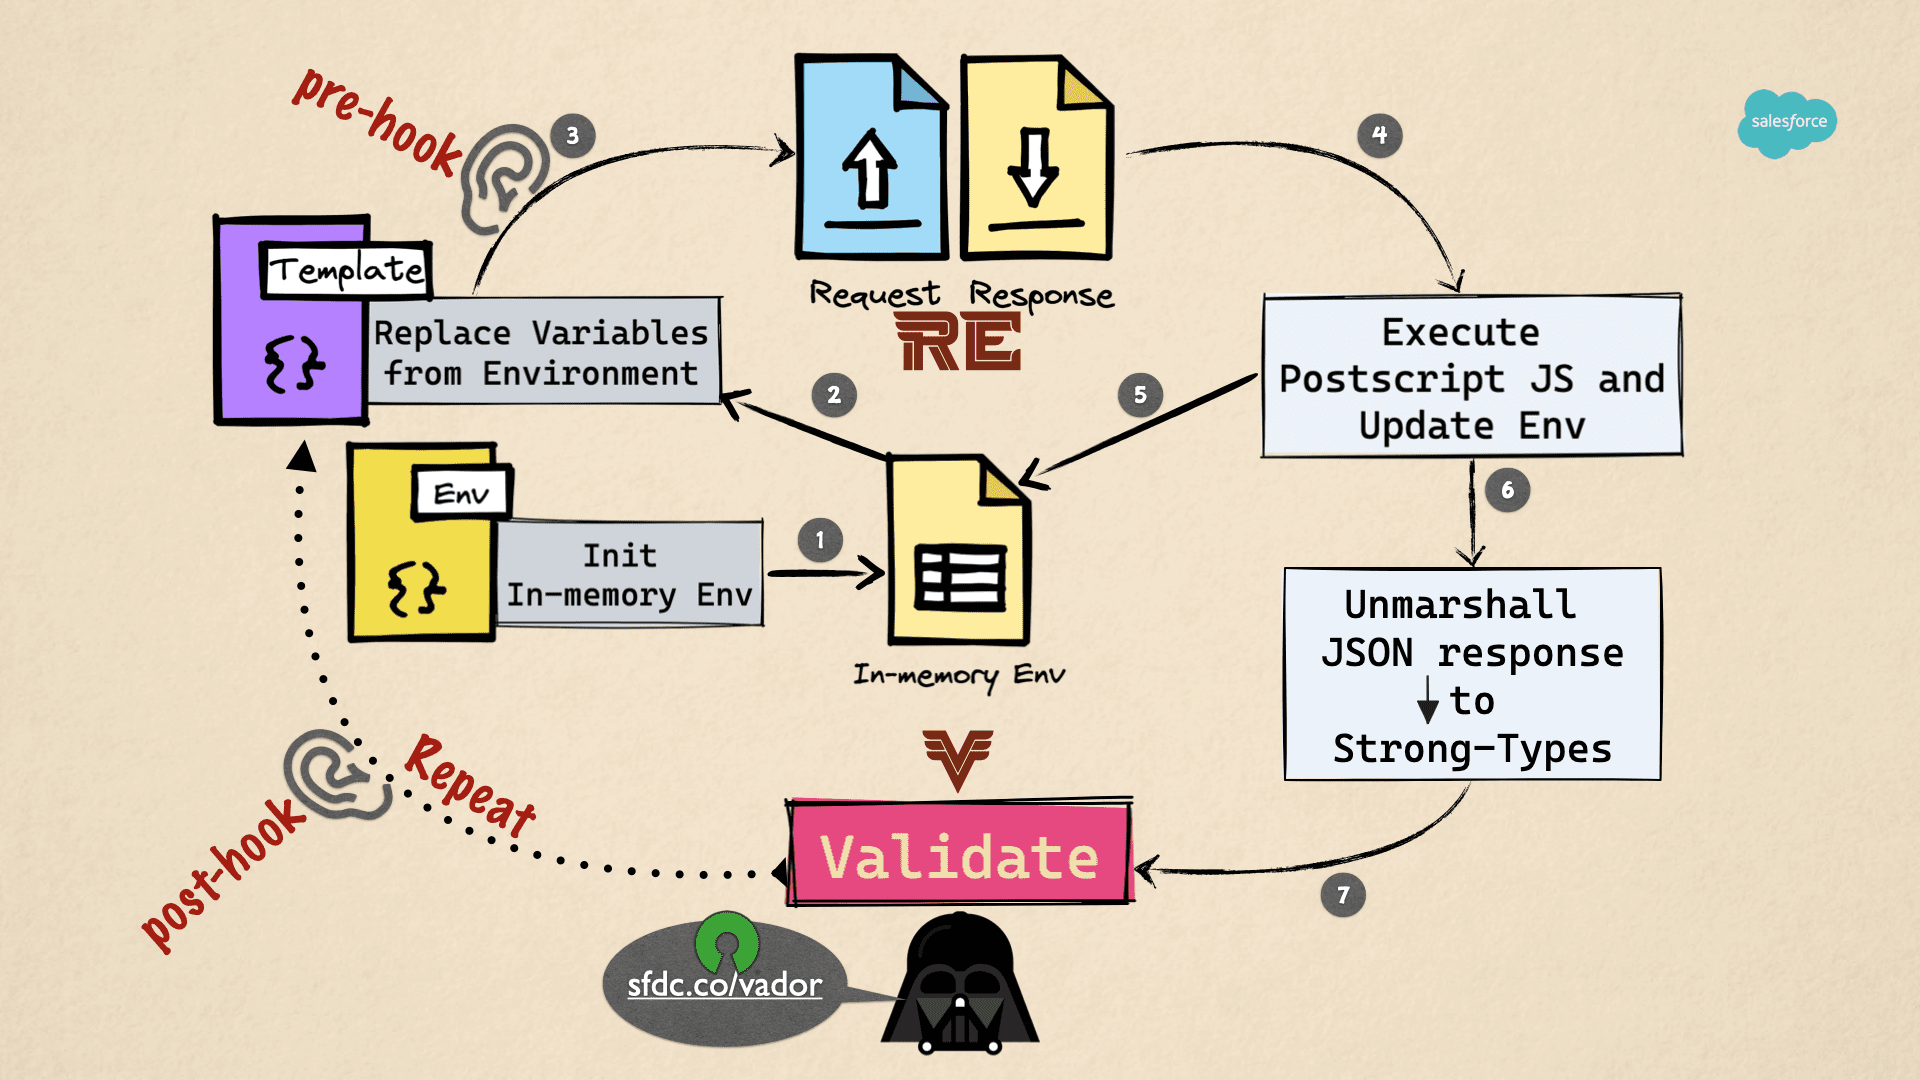 pre-hook
3
4
salesforce
Template
Replace Variables
from Environment
Request
Response
RE
2
5
Execute
Postscript JS and
Update Env
6
Env
Init
In-memory Env
1
In-memory Env
Unmarshall
JSON response
to
Strong-Types
7
V
Validate
Repeat
post-hook
sfdc.co/vador